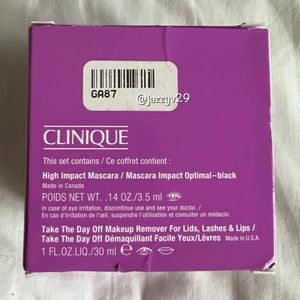 GA87
@jazzyv29
CLINIQUE
This set contains / Ce coffret contient :
High Impact Mascara / Mascara Impact Optimal–black
Made in Canada
POIDS NET WT. .14 OZ/3.5 ml
In case of eye irritation, discontinue use and see your doctor. /
En cas d'irritation de l'œil, suspendre l'utilisation et consulter un médecin.
Take The Day Off Makeup Remover For Lids, Lashes & Lips /
Take The Day Off Démaquillant Facile Yeux/Lèvres Made in U.S.A.
1 FL.OZ.LIQ./30 ml e